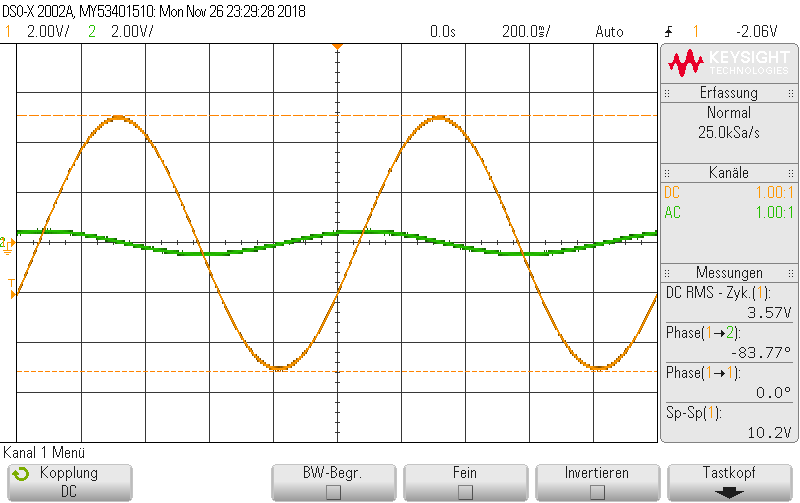 DSO-X 2002A, MY53401510: Mon Nov 26 23:29:28 2018
1 2.00V/ 2 2.00V/ 0.0s 200.0ms/ Auto 1 -2.06V
KEYSIGHT
TECHNOLOGIES
Erfassung
Normal
25.0kSa/s
Kanäle
DC 1.00:1
AC 1.00:1
Messungen
DC RMS - Zyk.(1):
3.57V
Phase(1→2):
-83.77°
Phase(1→1):
0.0°
Sp-Sp(1):
10.2V
2
T
Kanal 1 Menü
Kopplung
DC
BW-Begr.
Fein
Invertieren
Tastkopf